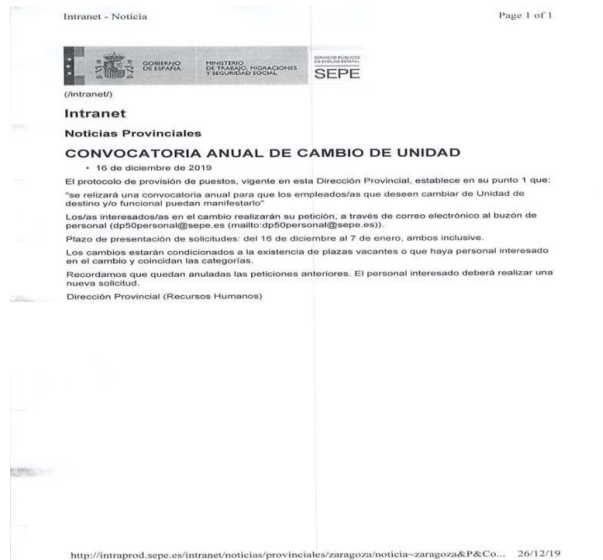 Intranet - Noticia
Page 1 of 1
GOBIERNO
DE ESPAÑA
MINISTERIO
DE TRABAJO, MIGRACIONES
Y SEGURIDAD SOCIAL
SERVICIO PÚBLICO
DE EMPLEO ESTATAL
SEPE
(/intranet/)
Intranet
Noticias Provinciales
CONVOCATORIA ANUAL DE CAMBIO DE UNIDAD
• 16 de diciembre de 2019
El protocolo de provisión de puestos, vigente en esta Dirección Provincial, establece en su punto 1 que:
"se relizará una convocatoria anual para que los empleados/as que deseen cambiar de Unidad de
destino y/o funcional puedan manifestarlo"
Los/as interesados/as en el cambio realizarán su petición, a través de correo electrónico al buzón de
personal (dp50personal@sepe.es (mailto:dp50personal@sepe.es)).
Plazo de presentación de solicitudes: del 16 de diciembre al 7 de enero, ambos inclusive.
Los cambios estarán condicionados a la existencia de plazas vacantes o que haya personal interesado
en el cambio y coincidan las categorías.
Recordamos que quedan anuladas las peticiones anteriores. El personal interesado deberá realizar una
nueva solicitud.
Dirección Provincial (Recursos Humanos)
http://intraprod.sepe.es/intranet/noticias/provinciales/zaragoza/noticia~zaragoza&P&Co... 26/12/19